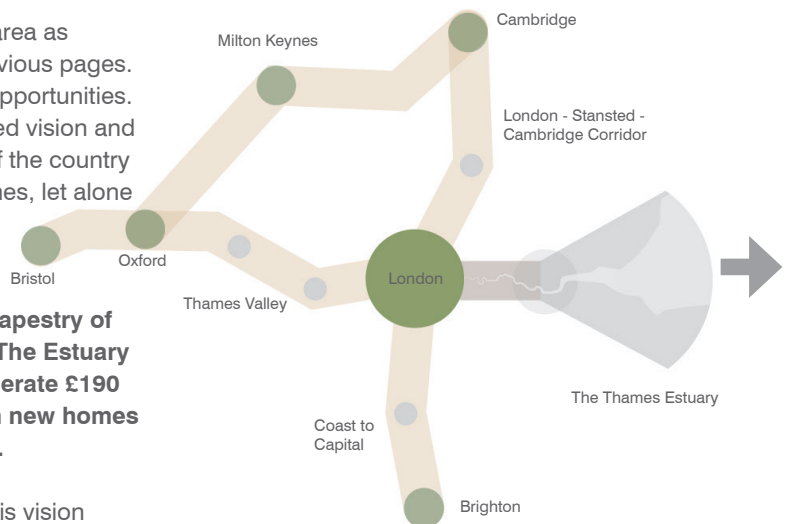 area as
vious pages.
pportunities.
ed vision and
f the country
nes, let alone
apestry of
The Estuary
erate £190
n new homes
.
is vision
Milton Keynes
Cambridge
London - Stansted -
Cambridge Corridor
Bristol
Oxford
Thames Valley
London
The Thames Estuary
Coast to
Capital
Brighton